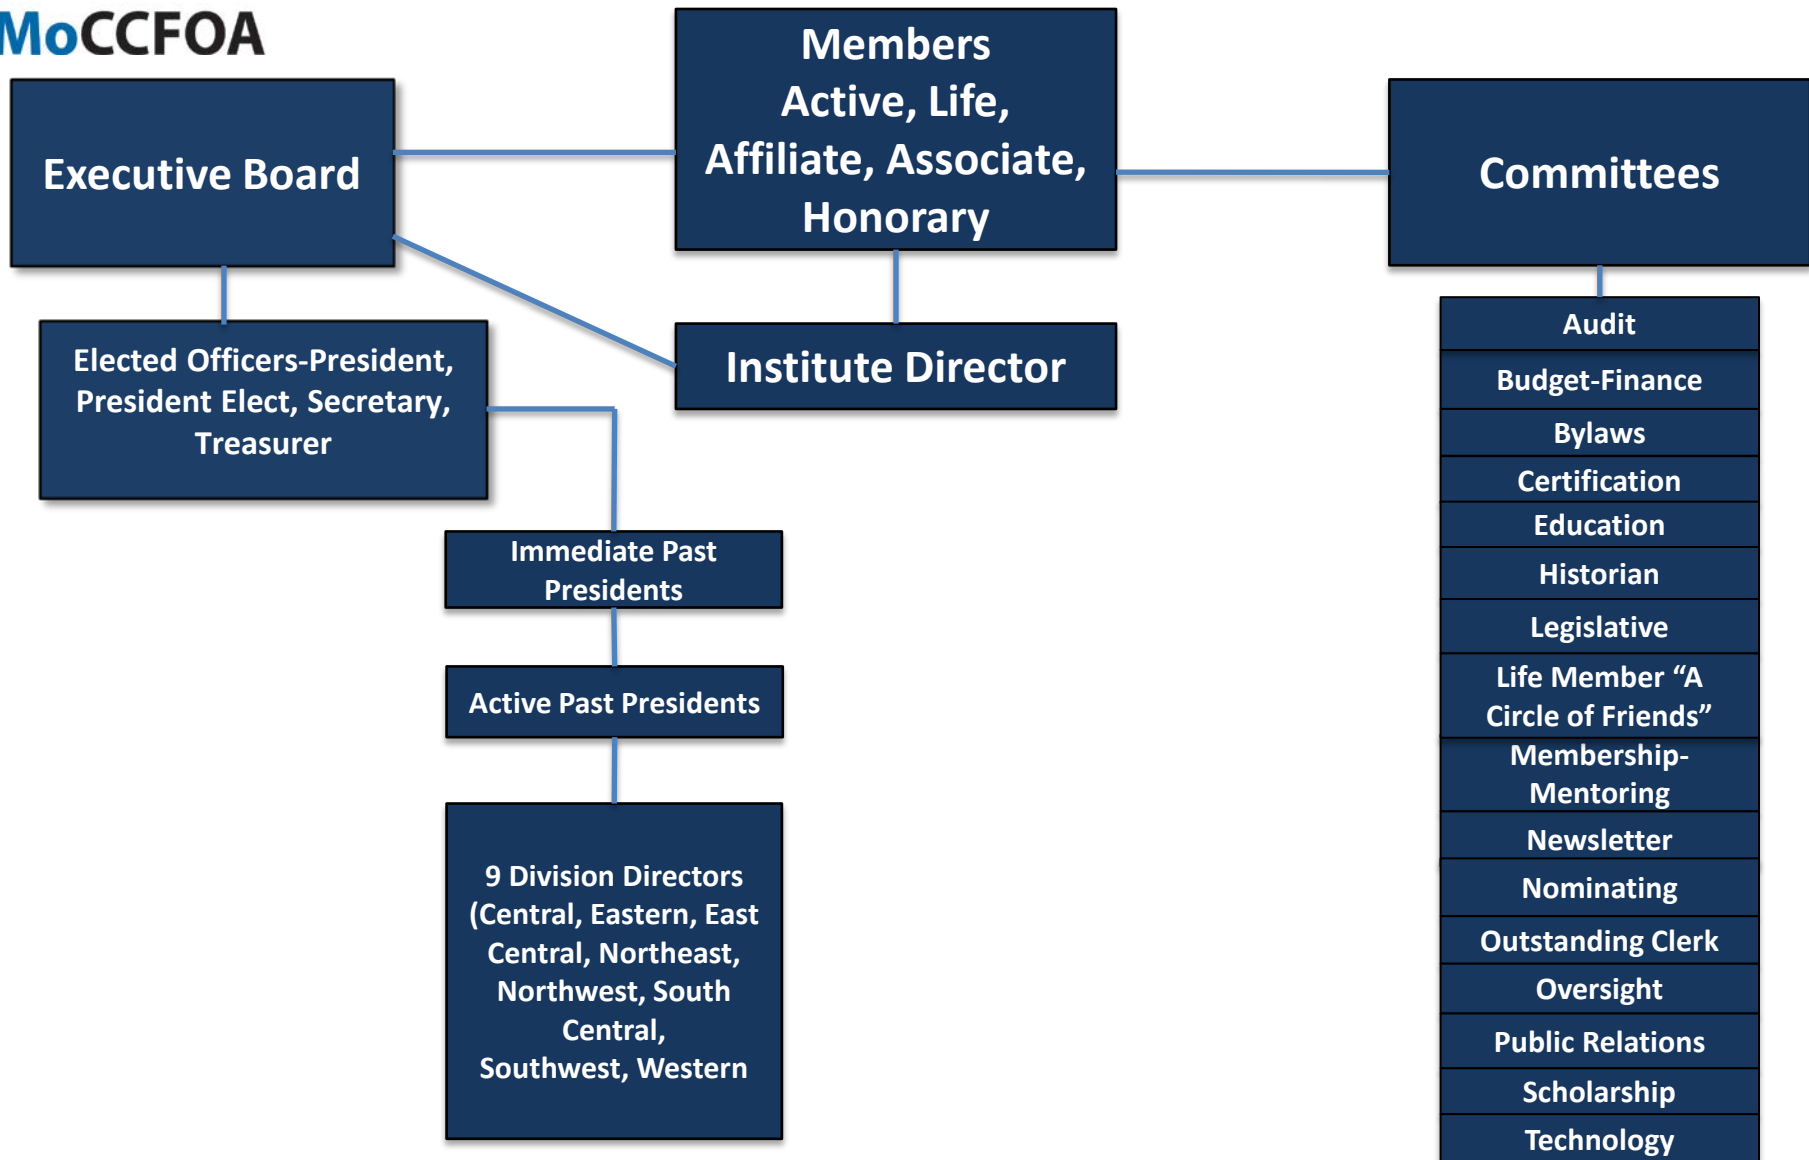 MoCCFOA
Members
Active, Life,
Affiliate, Associate,
Honorary
Executive Board
Committees
Institute Director
Elected Officers-President,
President Elect, Secretary,
Treasurer
Immediate Past
Presidents
Active Past Presidents
9 Division Directors
(Central, Eastern, East
Central, Northeast,
Northwest, South
Central,
Southwest, Western
Audit
Budget-Finance
Bylaws
Certification
Education
Historian
Legislative
Life Member “A
Circle of Friends”
Membership-
Mentoring
Newsletter
Nominating
Outstanding Clerk
Oversight
Public Relations
Scholarship
Technology